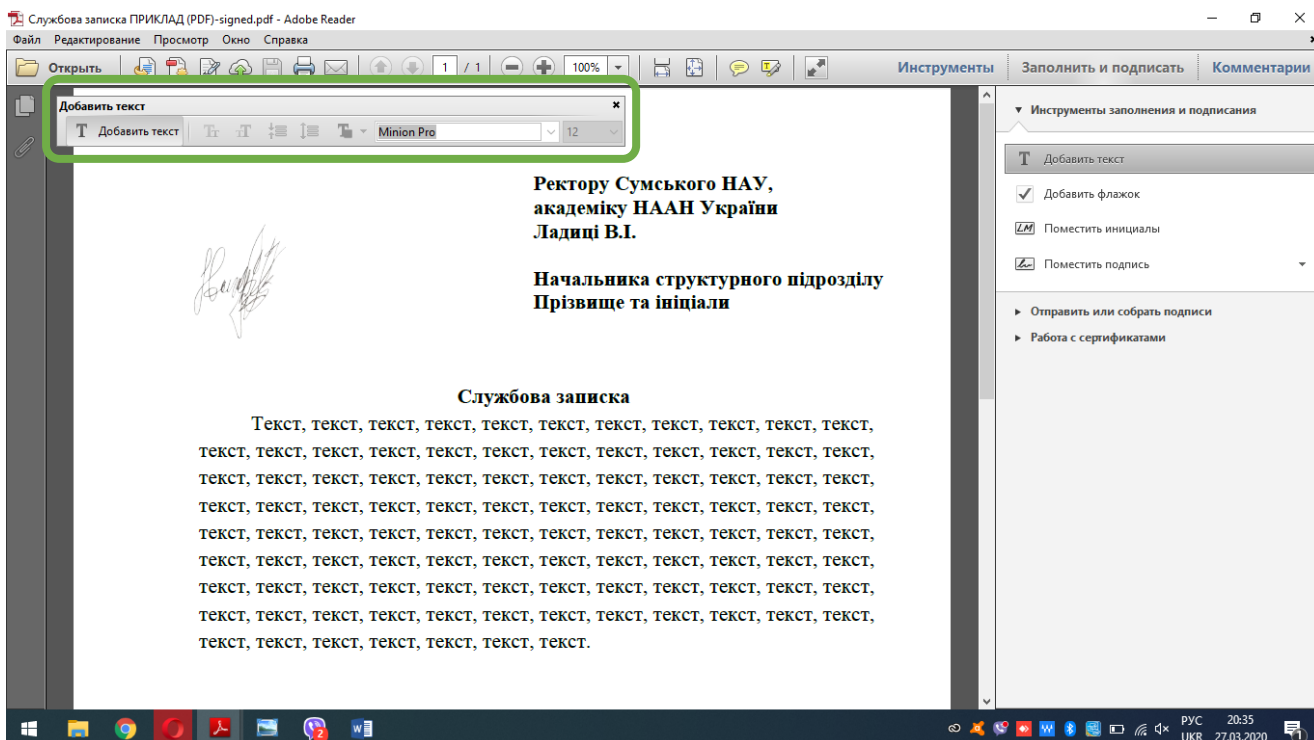 Службова записка ПРИКЛАД (PDF)-signed.pdf - Adobe Reader
Файл Редактирование Просмотр Окно Справка
Открыть 1 / 1 100% Инструменты Заполнить и подписать Комментарии
Добавить текст
T Добавить текст Minion Pro 12
Инструменты заполнения и подписания
T Добавить текст
Добавить флажок
LM Поместить инициалы
Поместить подпись
Отправить или собрать подписи
Работа с сертификатами
Ректору Сумського НАУ,
академіку НААН України
Ладиці В.І.
Начальника структурного підрозділу
Прізвище та ініціали
Службова записка
Текст, текст, текст, текст, текст, текст, текст, текст, текст, текст, текст,
текст, текст, текст, текст, текст, текст, текст, текст, текст, текст, текст, текст,
текст, текст, текст, текст, текст, текст, текст, текст, текст, текст, текст, текст,
текст, текст, текст, текст, текст, текст, текст, текст, текст, текст, текст, текст,
текст, текст, текст, текст, текст, текст, текст, текст, текст, текст, текст, текст,
текст, текст, текст, текст, текст, текст, текст, текст, текст, текст, текст, текст,
текст, текст, текст, текст, текст, текст, текст, текст, текст, текст, текст, текст,
текст, текст, текст, текст, текст, текст, текст, текст, текст, текст, текст, текст,
текст, текст, текст, текст, текст, текст, текст.
РУС 20:35
UKR 27.03.2020